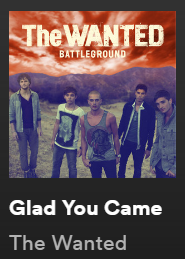 The WANTED
BATTLEGROUND
Glad You Came
The Wanted